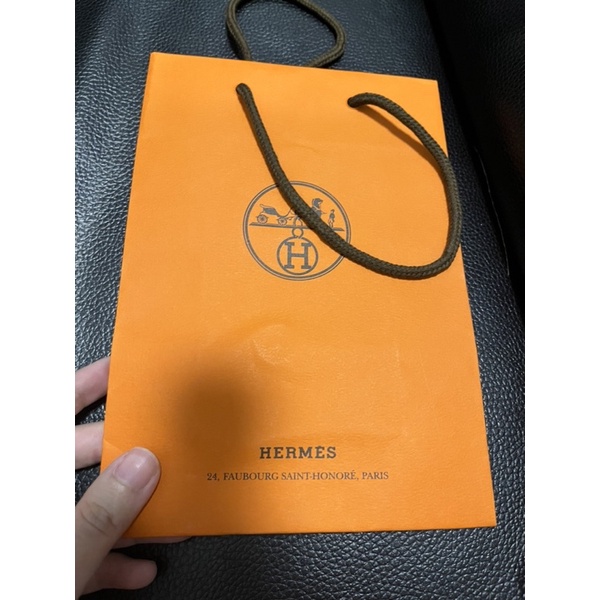 H
HERMÈS
24, FAUBOURG SAINT-HONORÉ, PARIS